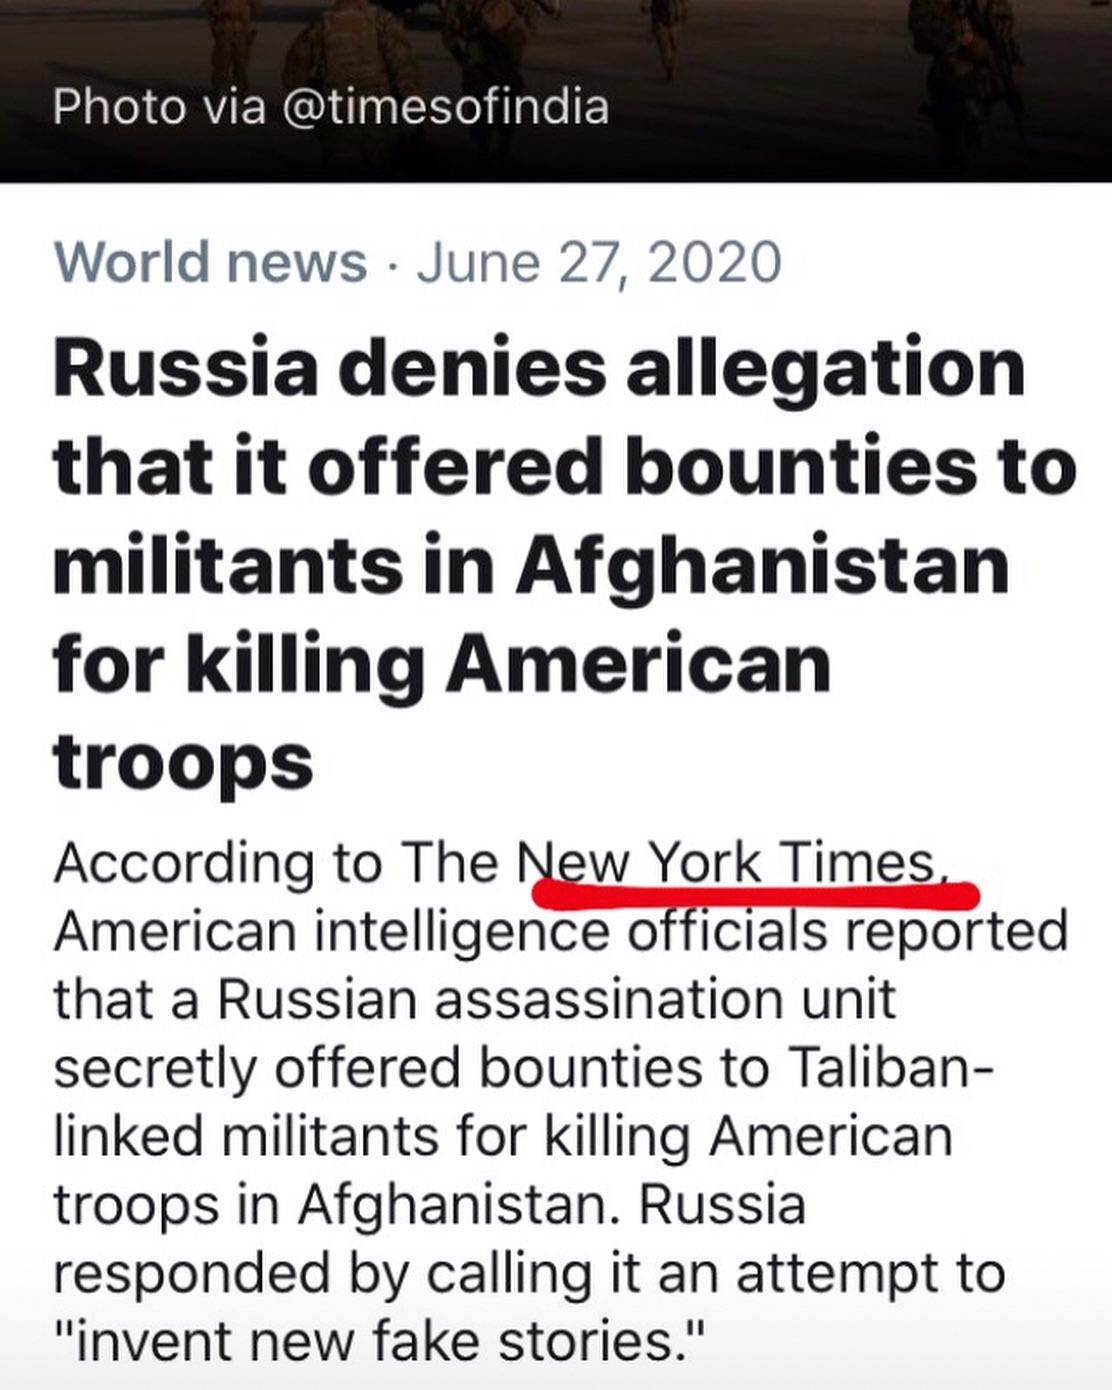 Photo via @timesofindia
World news · June 27, 2020
Russia denies allegation
that it offered bounties to
militants in Afghanistan
for killing American
troops
According to The New York Times,
American intelligence officials reported
that a Russian assassination unit
secretly offered bounties to Taliban-
linked militants for killing American
troops in Afghanistan. Russia
responded by calling it an attempt to
"invent new fake stories."